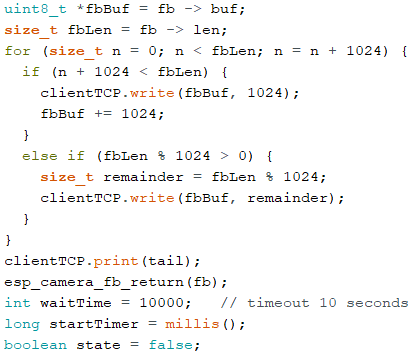 uint8_t *fbBuf = fb -> buf;
size_t fbLen = fb -> len;
for (size_t n = 0; n < fbLen; n = n + 1024) {
  if (n + 1024 < fbLen) {
    clientTCP.write(fbBuf, 1024);
    fbBuf += 1024;
  }
  else if (fbLen % 1024 > 0) {
    size_t remainder = fbLen % 1024;
    clientTCP.write(fbBuf, remainder);
  }
}
clientTCP.print(tail);
esp_camera_fb_return(fb);
int waitTime = 10000;   // timeout 10 seconds
long startTimer = millis();
boolean state = false;